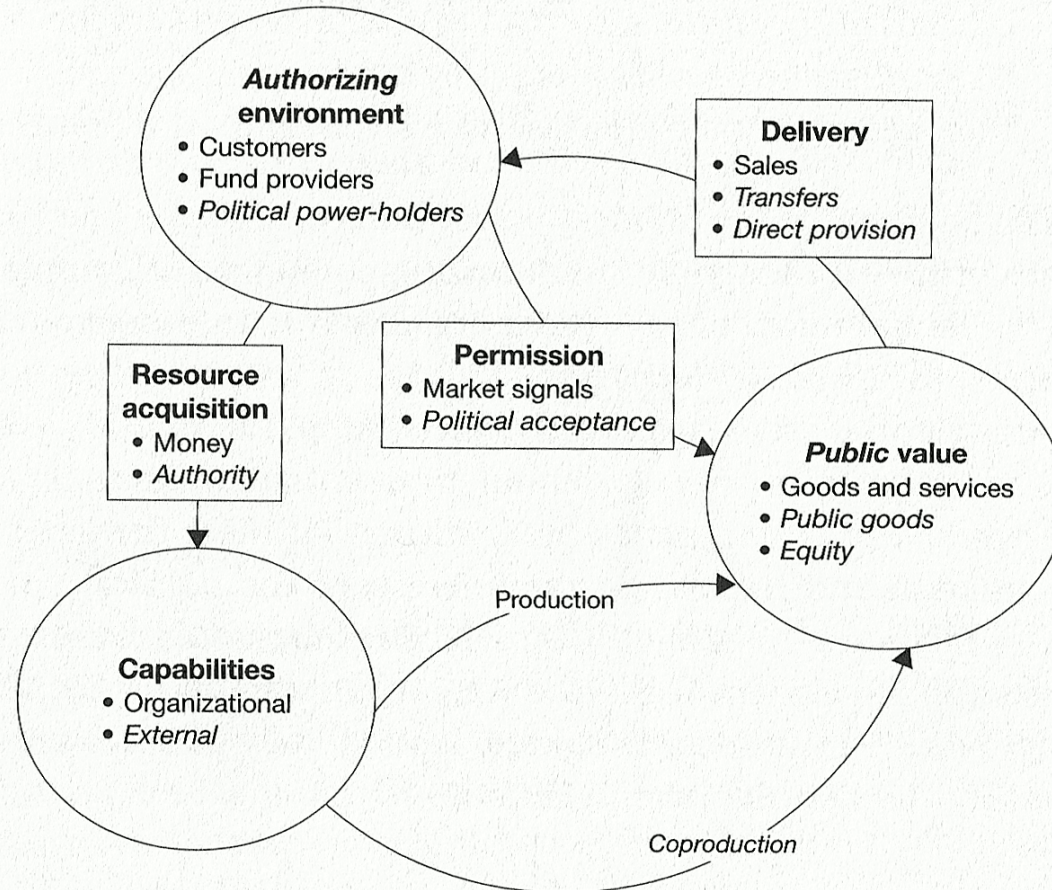 Authorizing
environment
• Customers
• Fund providers
• Political power-holders
Delivery
• Sales
• Transfers
• Direct provision
Resource
acquisition
• Money
• Authority
Permission
• Market signals
• Political acceptance
Public value
• Goods and services
• Public goods
• Equity
Production
Capabilities
• Organizational
• External
Coproduction